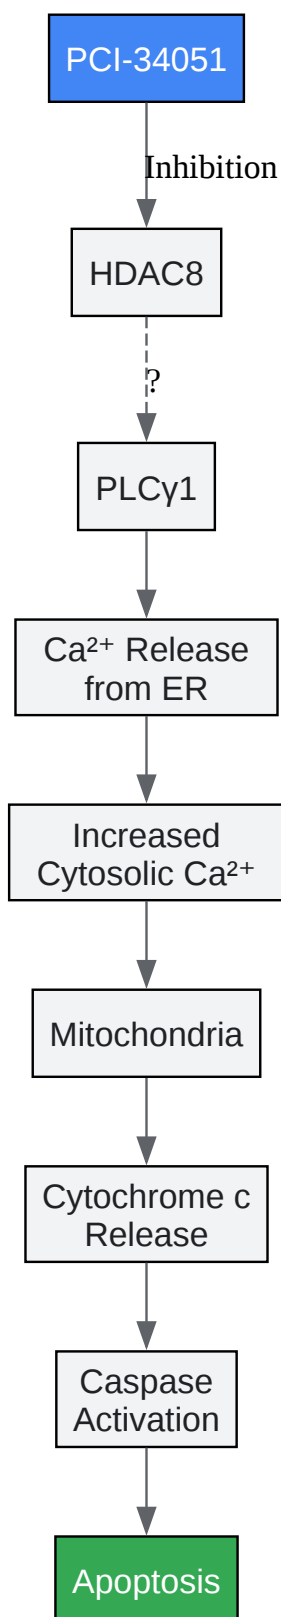 PCI-34051
Inhibition
HDAC8
?
PLCγ1
Ca²⁺ Release
from ER
Increased
Cytosolic Ca²⁺
Mitochondria
Cytochrome c
Release
Caspase
Activation
Apoptosis